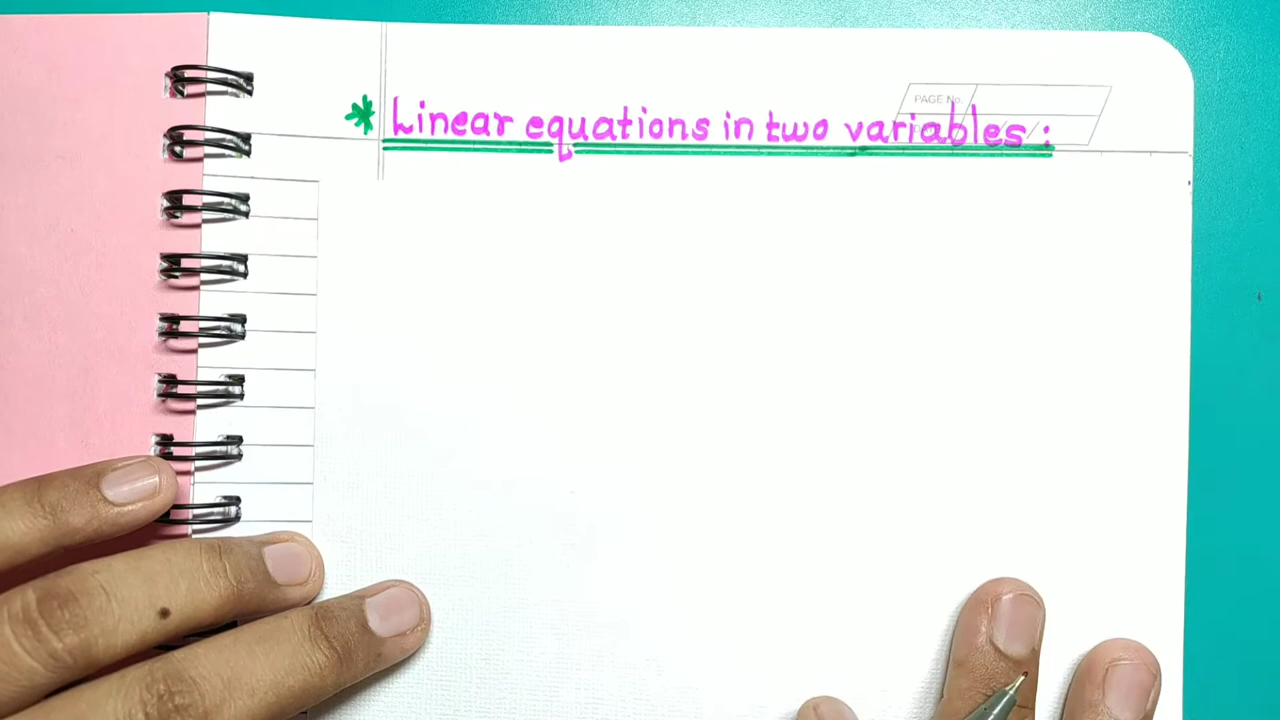 PAGE No.
* Linear equations in two variables :